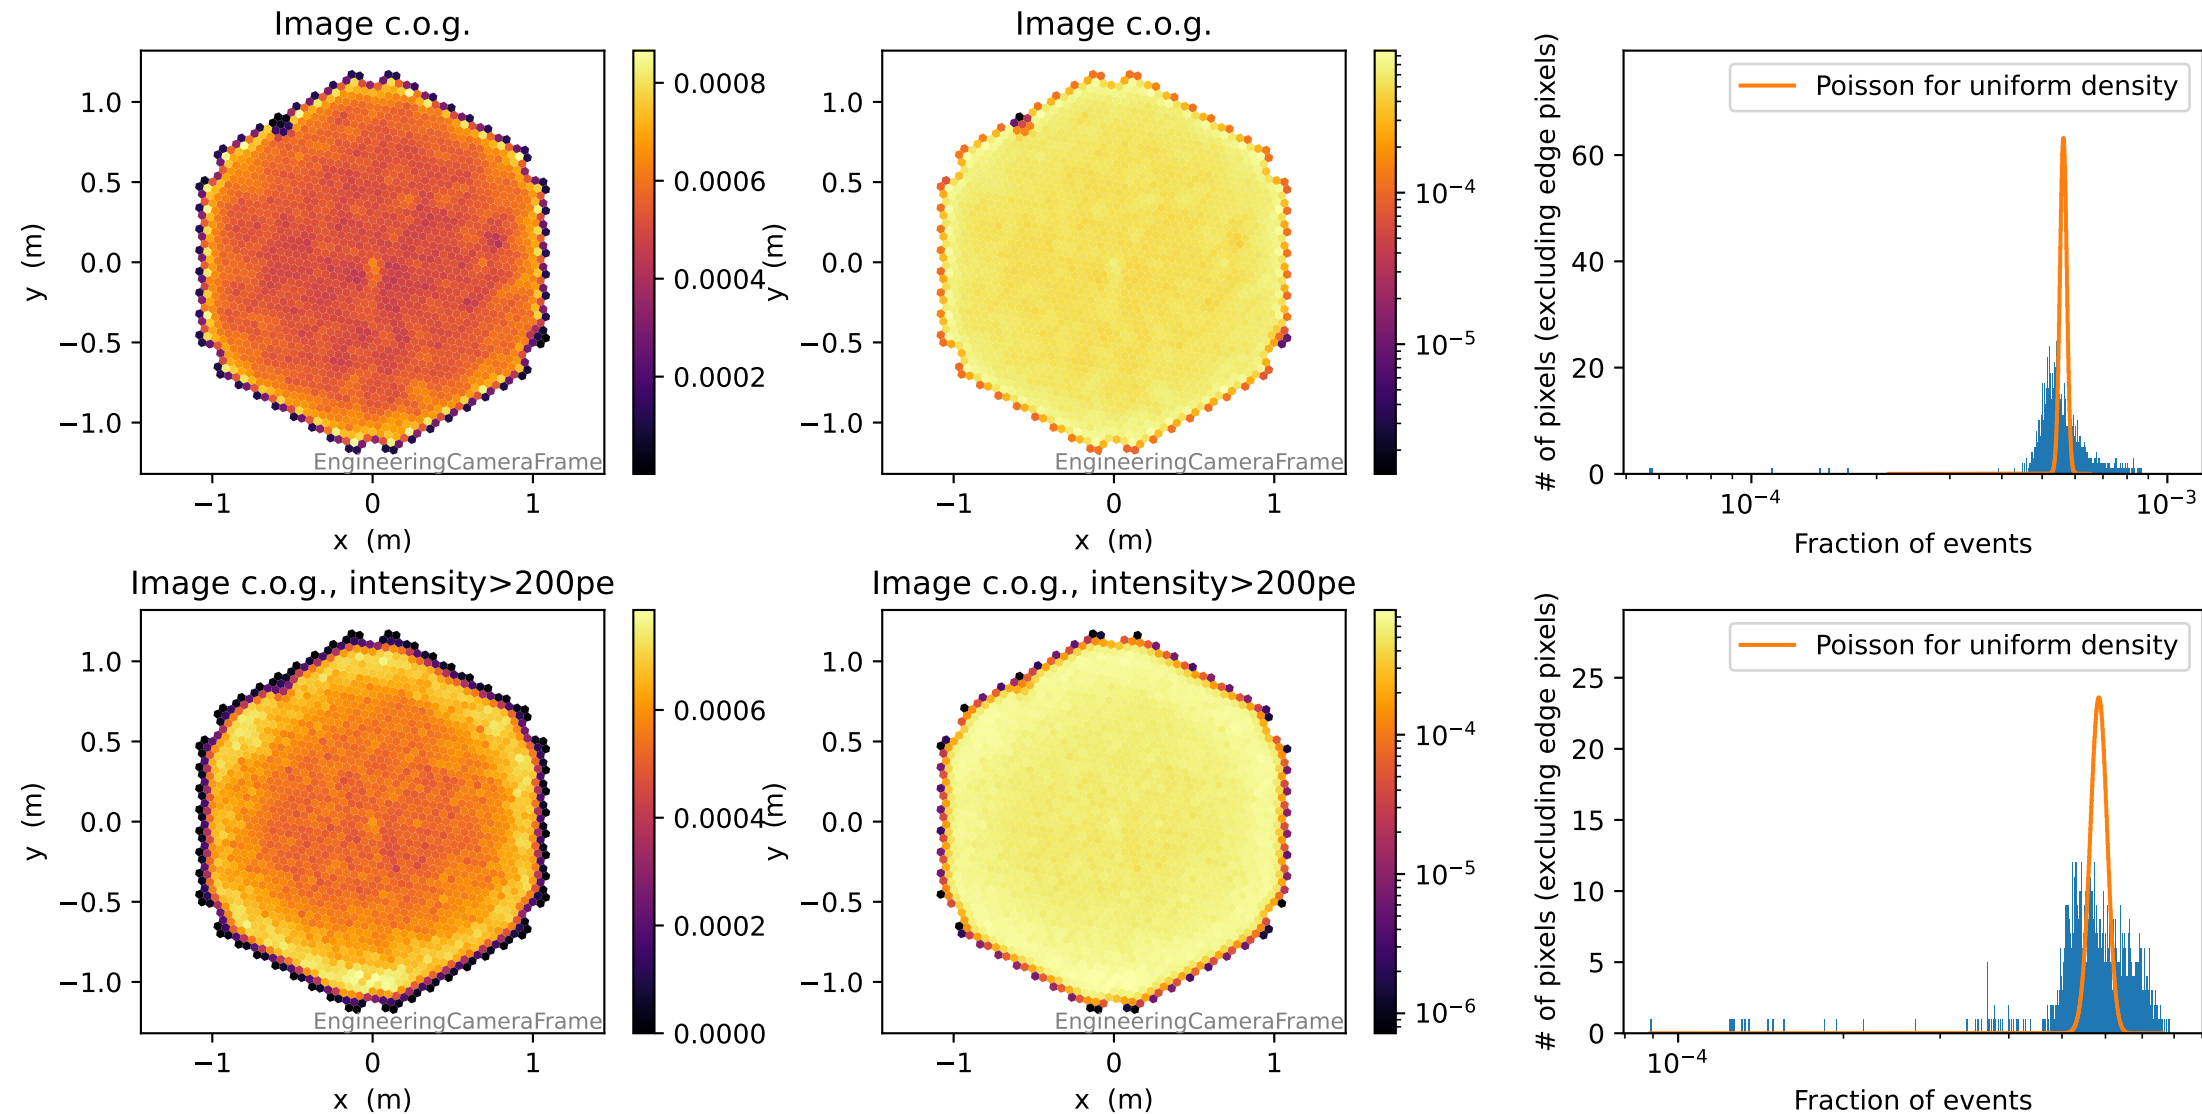 Image c.o.g.
1.0
0.5
0.0
−0.5
−1.0
y (m)
−1 0 1
x (m)
EngineeringCameraFrame
0.0008
0.0006
0.0004
0.0002
Image c.o.g.
1.0
0.5
0.0
−0.5
−1.0
y (m)
−1 0 1
x (m)
EngineeringCameraFrame
10⁻⁴
10⁻⁵
Poisson for uniform density
# of pixels (excluding edge pixels)
60
40
20
0
10⁻⁴ 10⁻³
Fraction of events
Image c.o.g., intensity>200pe
1.0
0.5
0.0
−0.5
−1.0
y (m)
−1 0 1
x (m)
EngineeringCameraFrame
0.0006
0.0004
0.0002
0.0000
Image c.o.g., intensity>200pe
1.0
0.5
0.0
−0.5
−1.0
y (m)
−1 0 1
x (m)
EngineeringCameraFrame
10⁻⁴
10⁻⁵
10⁻⁶
Poisson for uniform density
# of pixels (excluding edge pixels)
25
20
15
10
5
0
10⁻⁴
Fraction of events